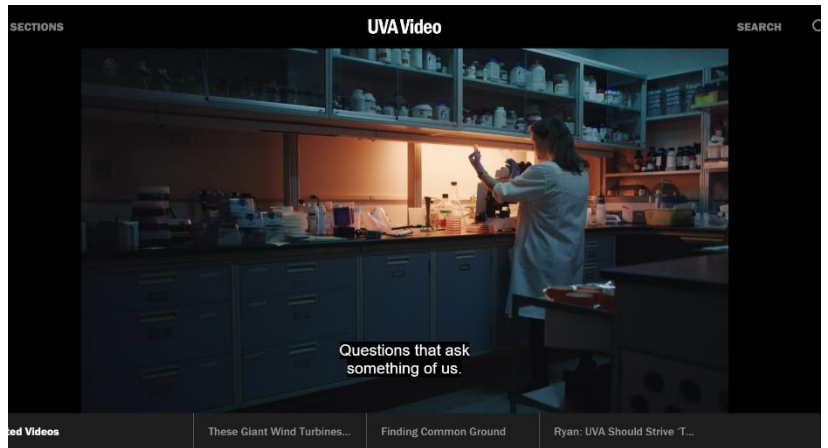 SECTIONS
UVA Video
SEARCH
Questions that ask
something of us.
ted Videos
These Giant Wind Turbines...
Finding Common Ground
Ryan: UVA Should Strive ‘T...